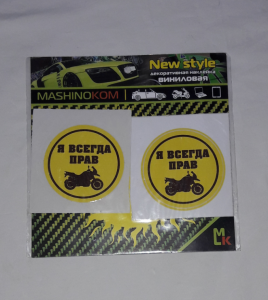 New style
декоративная наклейка
ВИНИЛОВАЯ
MASHINOKOM
Я ВСЕГДА
ПРАВ
Я ВСЕГДА
ПРАВ
MK